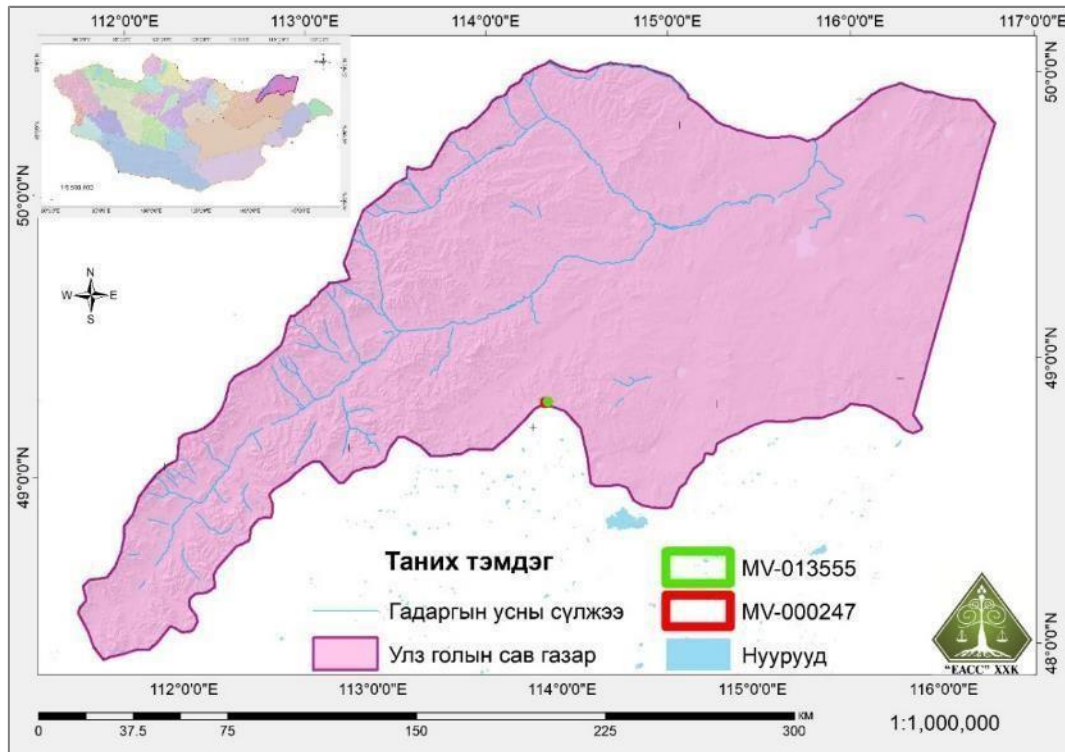 112°0'0"E 113°0'0"E 114°0'0"E 115°0'0"E 116°0'0"E 117°0'0"E
50°0'0"N
50°0'0"N
N
W E
S
49°0'0"N
49°0'0"N
48°0'0"N
Таних тэмдэг
Гадаргын усны сүлжээ
Улз голын сав газар
MV-013555
MV-000247
Нуурууд
"ЕАСС" ХХК
112°0'0"E 113°0'0"E 114°0'0"E 115°0'0"E 116°0'0"E
км
0 37.5 75 150 225 300
1:1,000,000